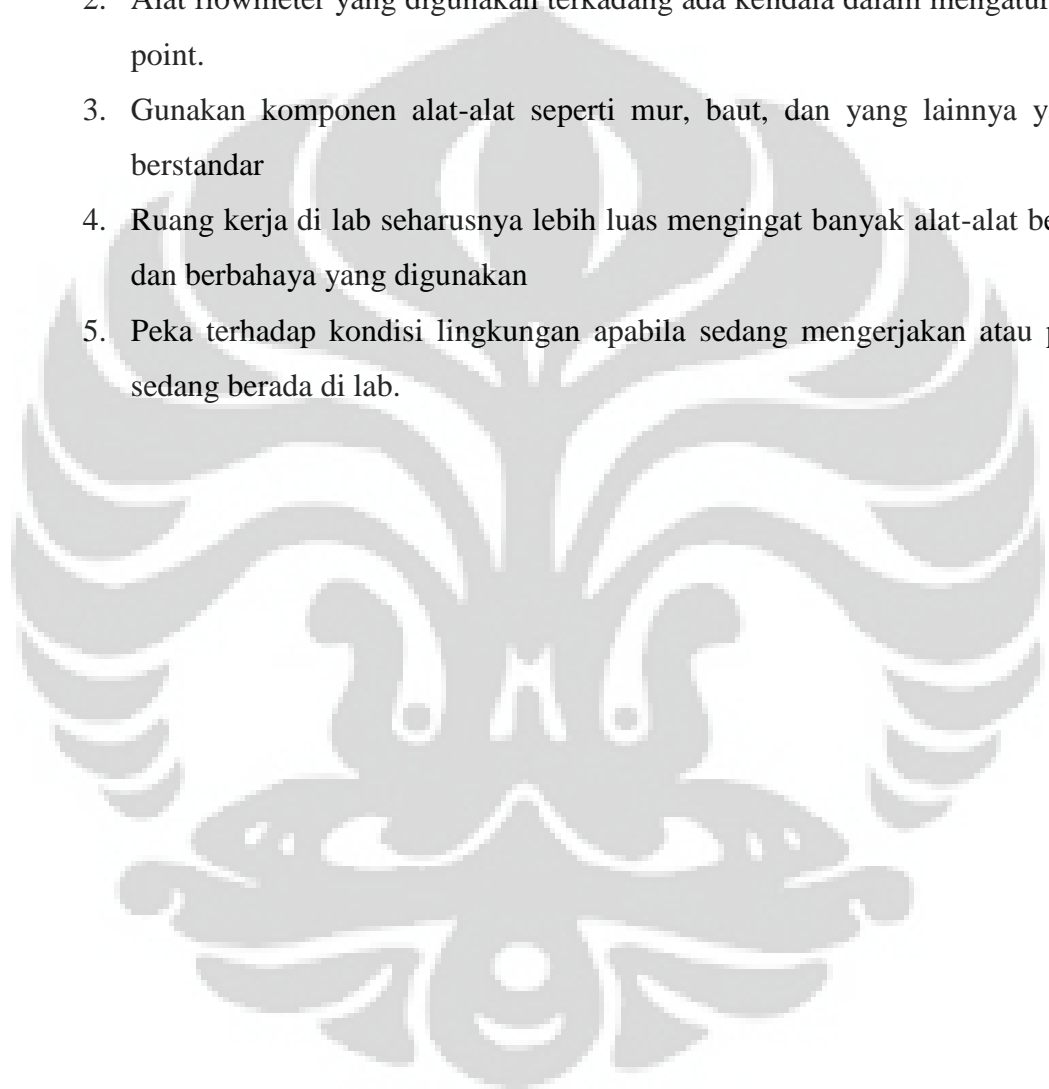 2. Alat flowmeter yang digunakan terkadang ada kendala dalam mengatur
point.
3. Gunakan komponen alat-alat seperti mur, baut, dan yang lainnya
berstandar
4. Ruang kerja di lab seharusnya lebih luas mengingat banyak alat-alat
dan berbahaya yang digunakan
5. Peka terhadap kondisi lingkungan apabila sedang mengerjakan atau
sedang berada di lab.